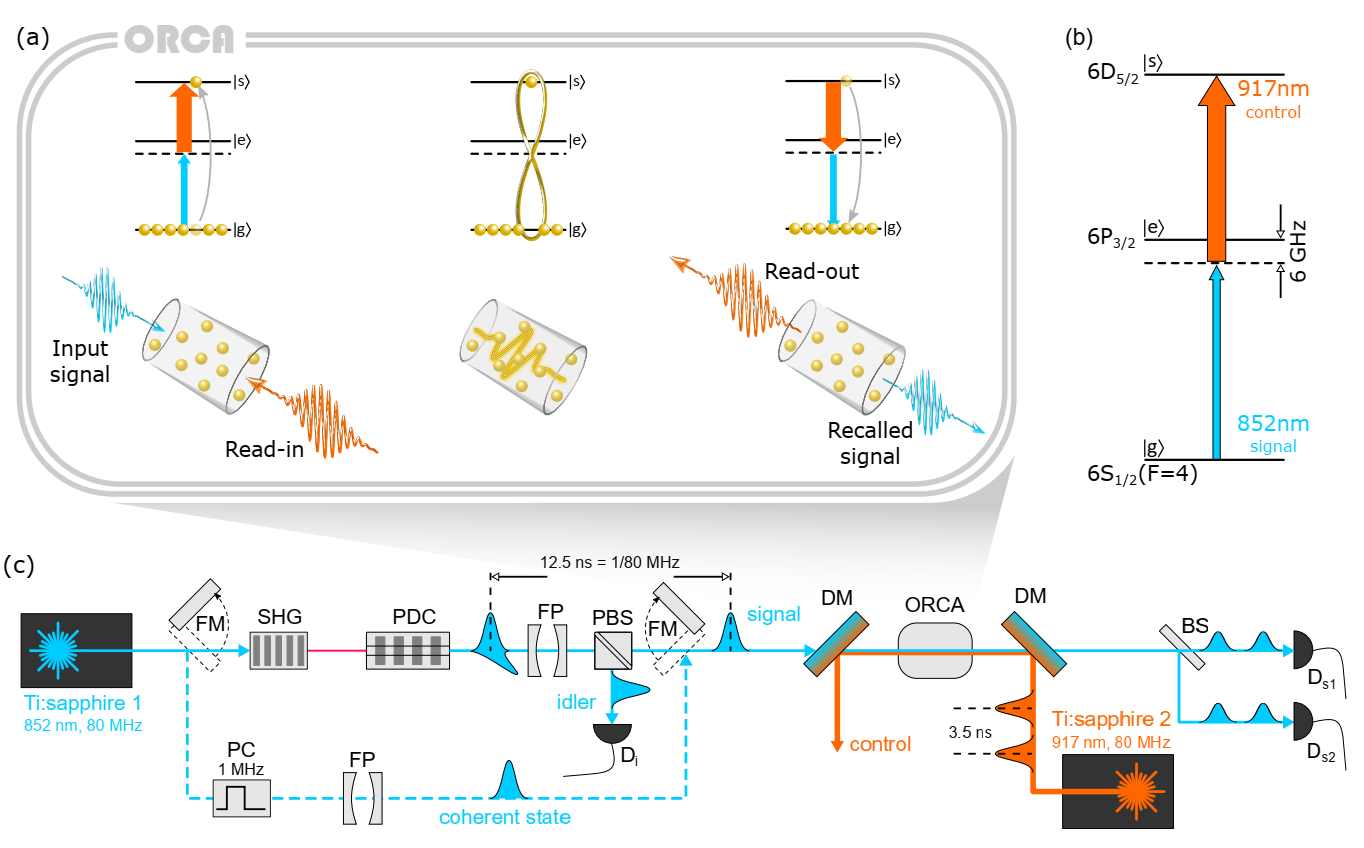 (a)
ORCA
|s⟩
|e⟩
|g⟩
|s⟩
|e⟩
|g⟩
|s⟩
|e⟩
|g⟩
Input
signal
Read-in
Read-out
Recalled
signal
(b)
6D5/2
|s⟩
917nm
control
6P3/2
|e⟩
6 GHz
852nm
signal
|g⟩
6S1/2(F=4)
(c)
12.5 ns = 1/80 MHz
FM
SHG
PDC
FP
PBS
FM
signal
DM
ORCA
DM
BS
Ds1
Ds2
Ti:sapphire 1
852 nm, 80 MHz
idler
Di
PC
1 MHz
FP
coherent state
control
3.5 ns
Ti:sapphire 2
917 nm, 80 MHz